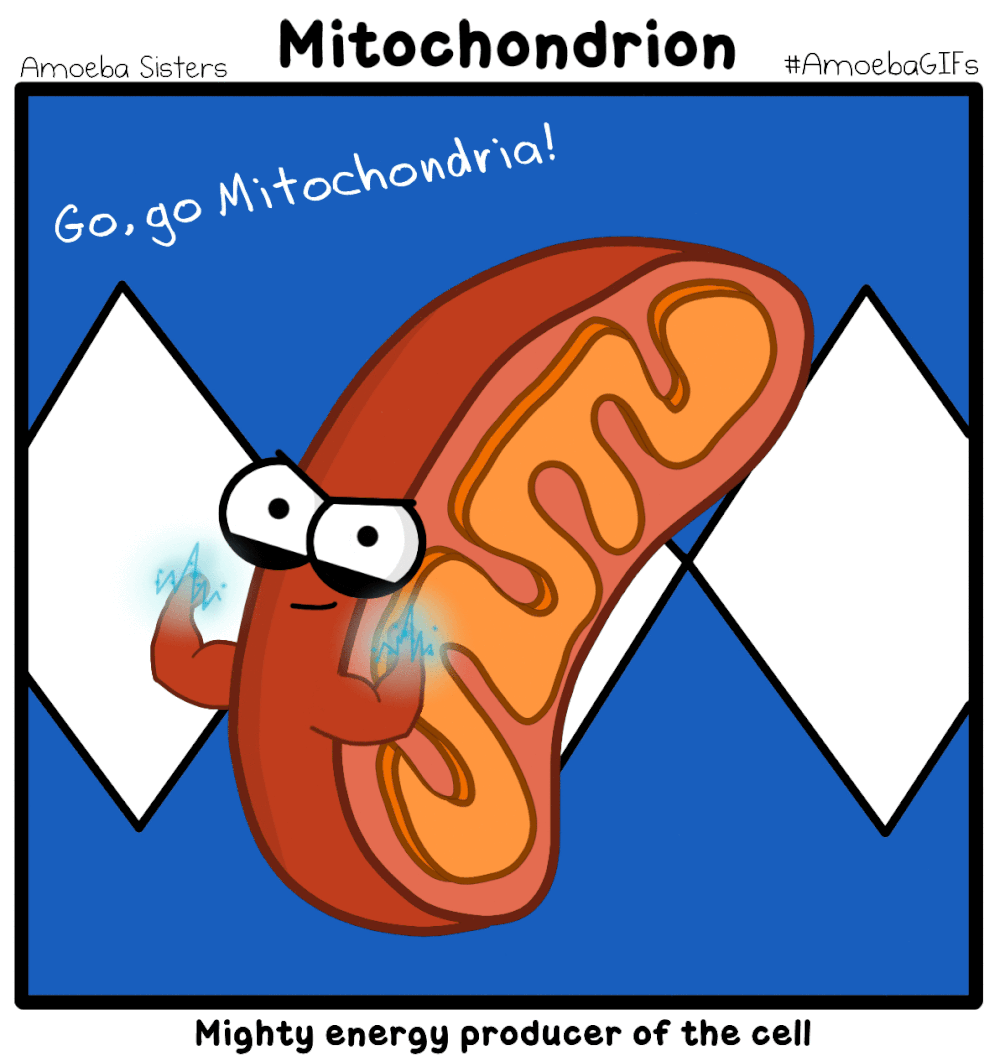 Mitochondrion
Amoeba Sisters
#AmoebaGIFs
Go, go Mitochondria!
Mighty energy producer of the cell